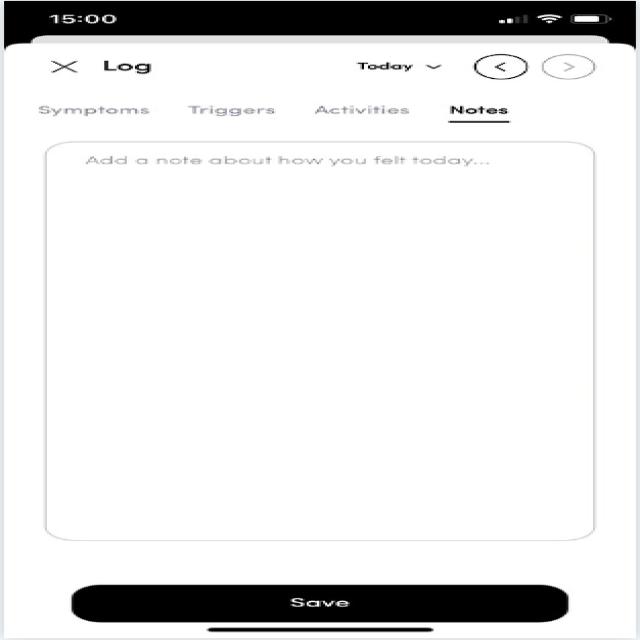 15:00
Log Today
Symptoms Triggers Activities Notes
Add a note about how you felt today...
Save